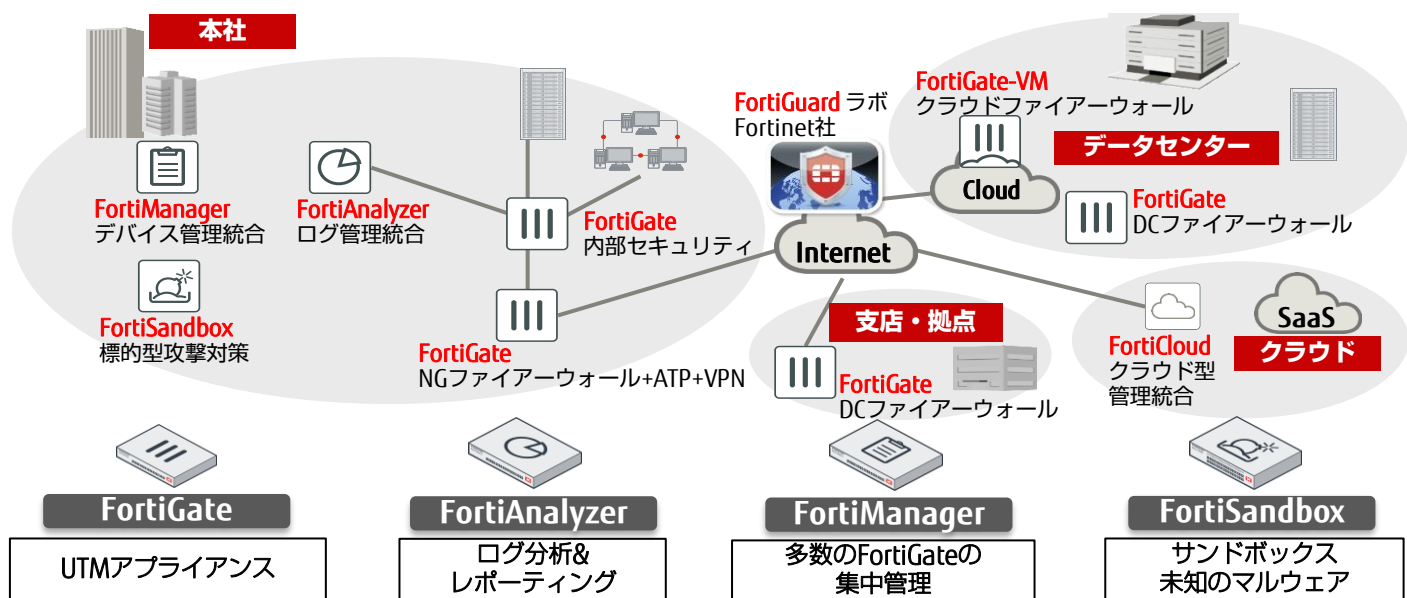 本社
FortiManager
デバイス管理統合
FortiAnalyzer
ログ管理統合
FortiGate
内部セキュリティ
FortiSandbox
標的型攻撃対策
FortiGate
NGファイアーウォール+ATP+VPN
FortiGuard ラボ
Fortinet社
Internet
FortiGate-VM
クラウドファイアーウォール
データセンター
Cloud
FortiGate
DCファイアーウォール
支店・拠点
FortiGate
DCファイアーウォール
SaaS
クラウド
FortiCloud
クラウド型
管理統合
FortiGate
UTMアプライアンス
FortiAnalyzer
ログ分析&
レポーティング
FortiManager
多数のFortiGateの
集中管理
FortiSandbox
サンドボックス
未知のマルウェア